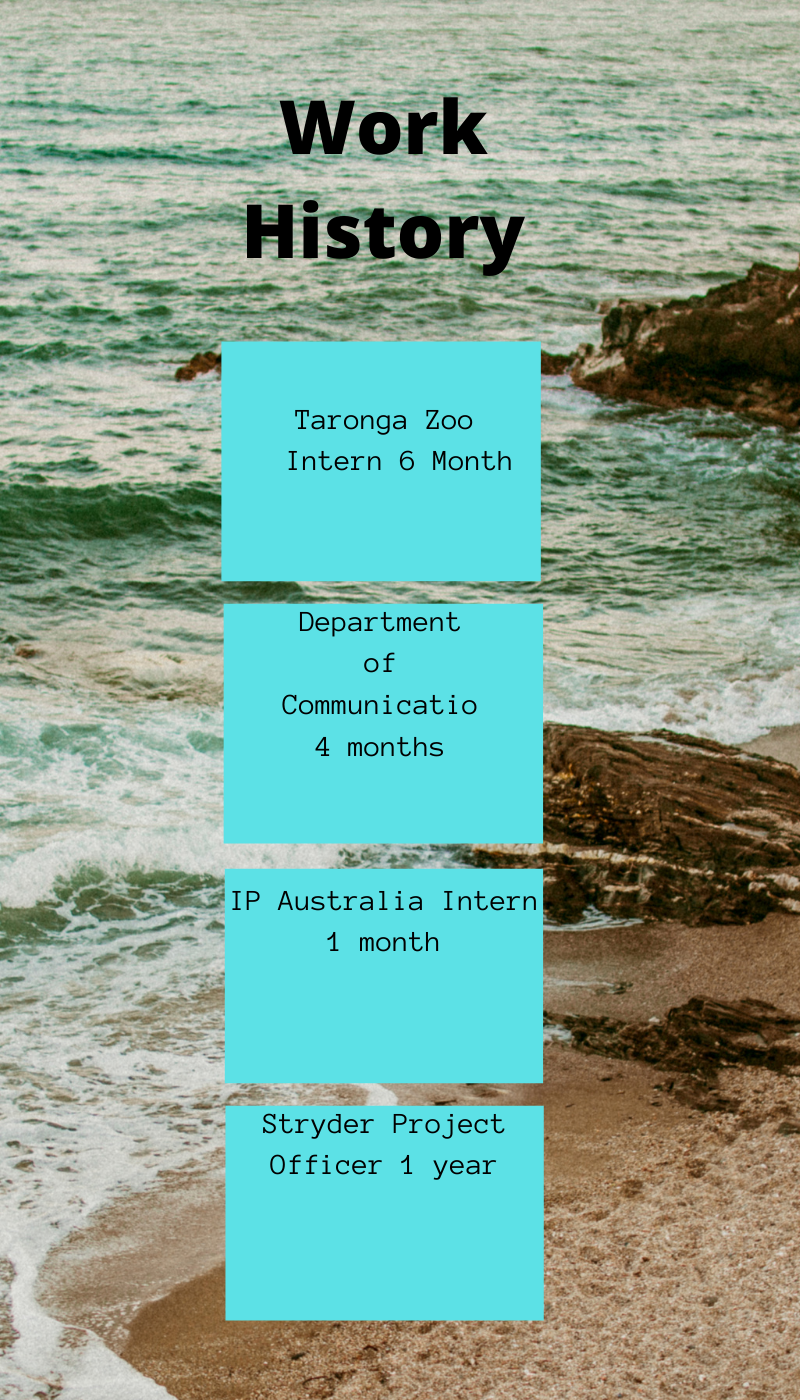 Work
History
Taronga Zoo
Intern 6 Month
Department
of
Communicatio
4 months
IP Australia Intern
1 month
Stryder Project
Officer 1 year